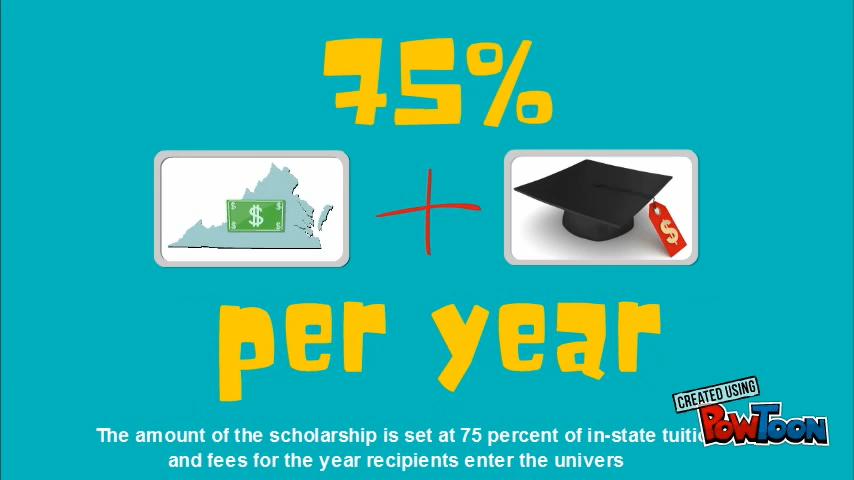 75%
$ $
$
$ $
$
per year
CREATED USING
POWTOON
The amount of the scholarship is set at 75 percent of in-state
and fees for the year recipients enter the univers